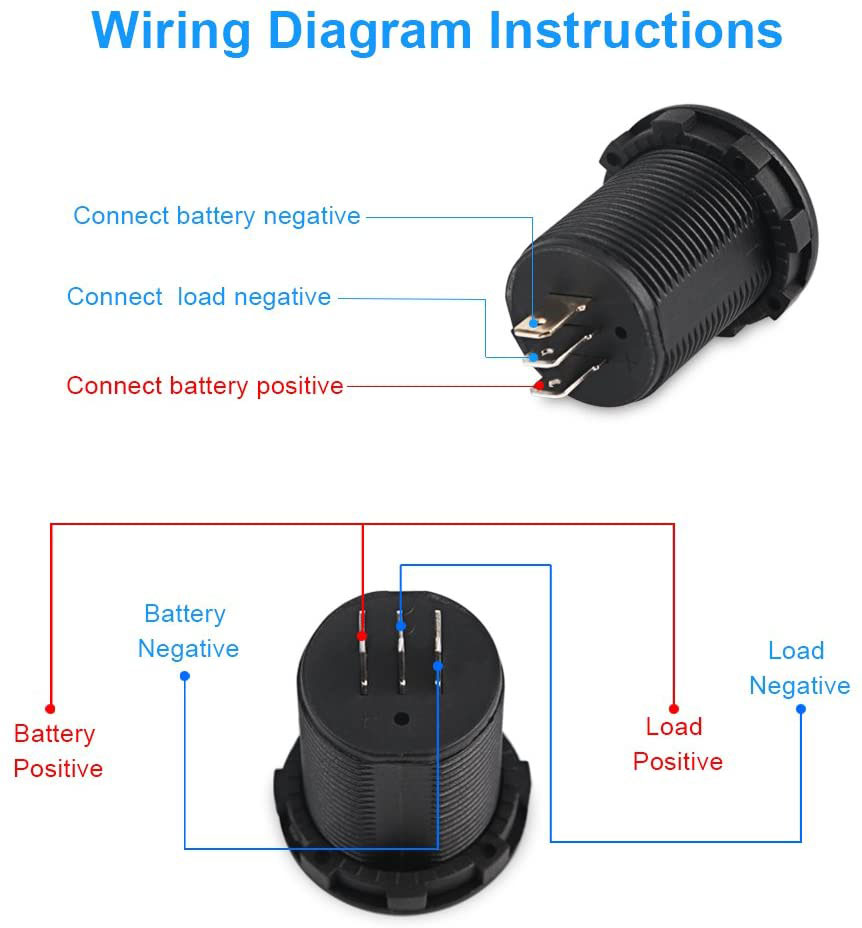 Wiring Diagram Instructions
Connect battery negative
Connect load negative
Connect battery positive
Battery
Negative
Load
Negative
Battery
Positive
Load
Positive